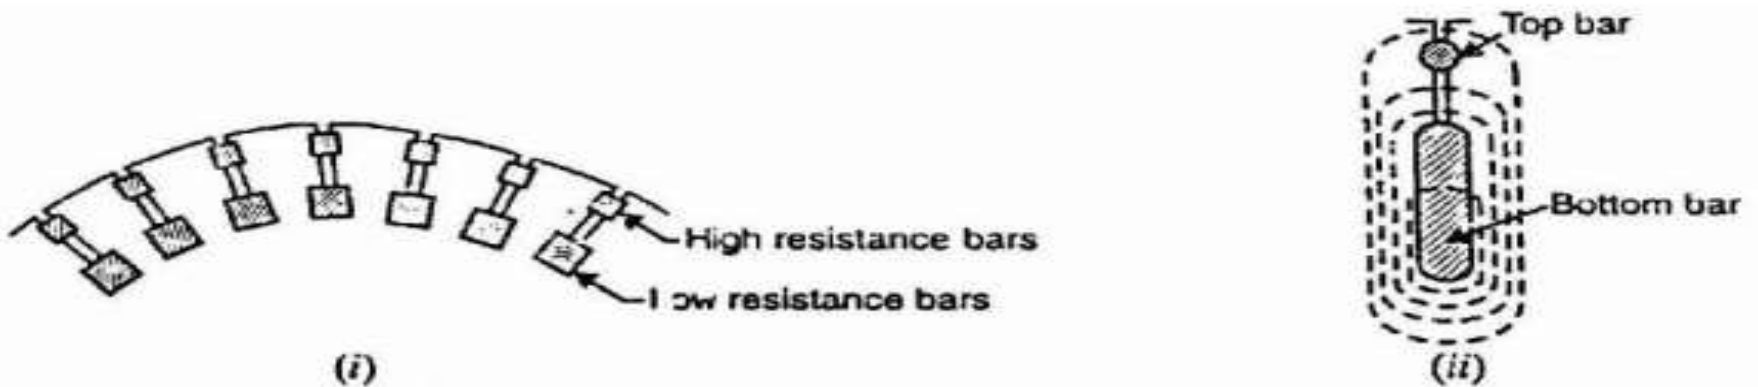 Top bar
Bottom bar
High resistance bars
Low resistance bars
(i)
(ii)